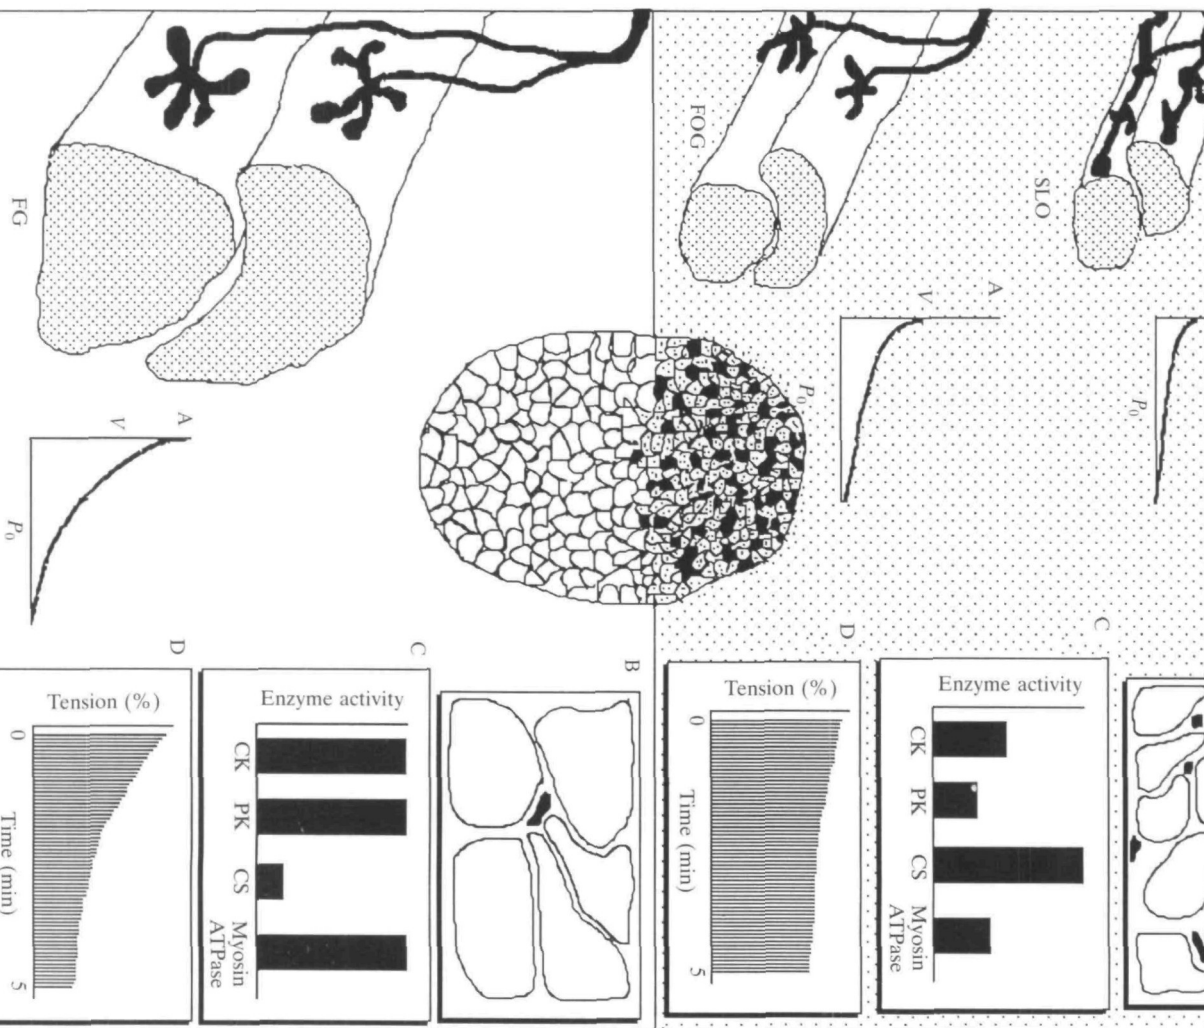 FG
FOG
SLO
A
V
P₀
A
V
P₀
P₀
B
C
Enzyme activity
CK
PK
CS
Myosin
ATPase
D
Tension (%)
0
5
Time (min)
C
Enzyme activity
CK
PK
CS
Myosin
ATPase
D
Tension (%)
0
5
Time (min)